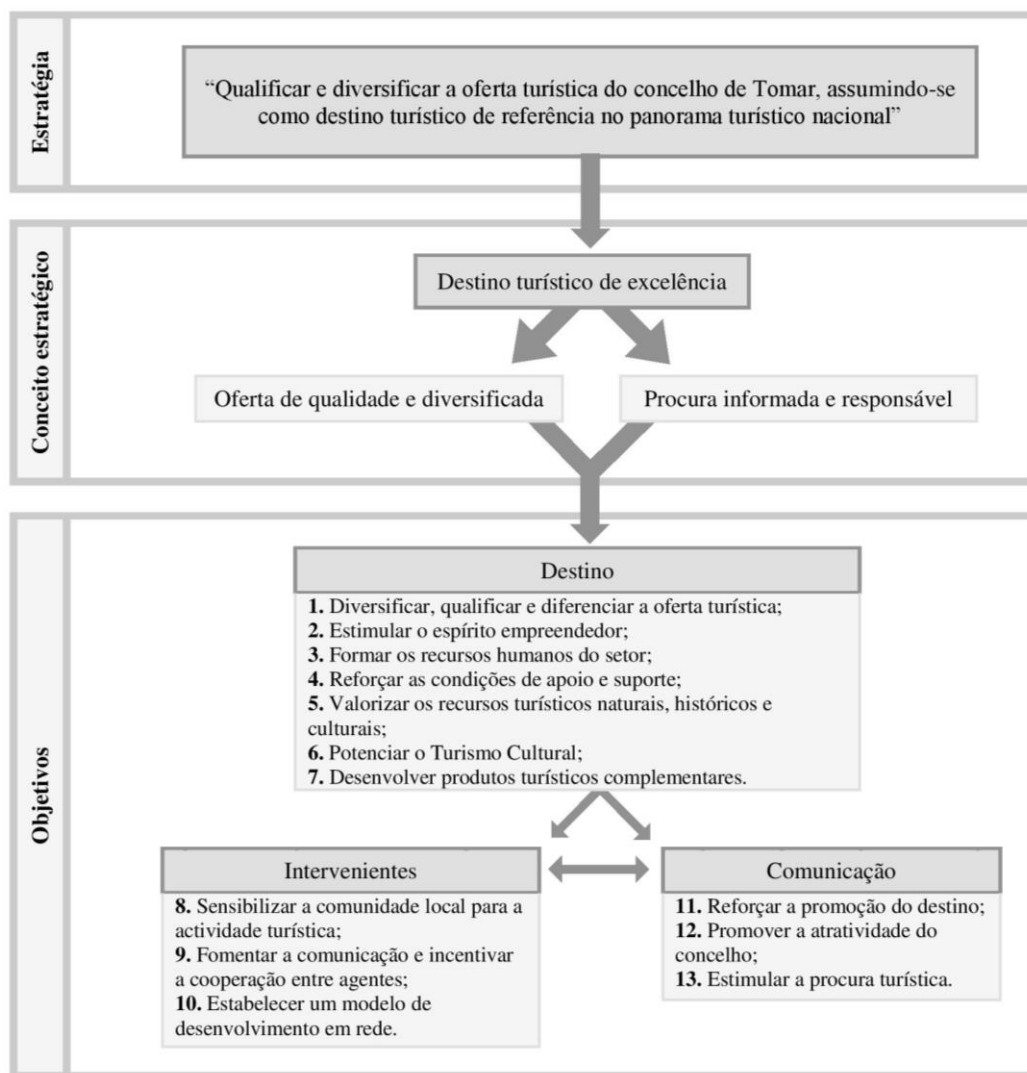 Estratégia
“Qualificar e diversificar a oferta turística do concelho de Tomar, assumindo-se
como destino turístico de referência no panorama turístico nacional”
Conceito estratégico
Destino turístico de excelência
Oferta de qualidade e diversificada
Procura informada e responsável
Objetivos
Destino
1. Diversificar, qualificar e diferenciar a oferta turística;
2. Estimular o espírito empreendedor;
3. Formar os recursos humanos do setor;
4. Reforçar as condições de apoio e suporte;
5. Valorizar os recursos turísticos naturais, históricos e
culturais;
6. Potenciar o Turismo Cultural;
7. Desenvolver produtos turísticos complementares.
Intervenientes
8. Sensibilizar a comunidade local para a
actividade turística;
9. Fomentar a comunicação e incentivar
a cooperação entre agentes;
10. Estabelecer um modelo de
desenvolvimento em rede.
Comunicação
11. Reforçar a promoção do destino;
12. Promover a atratividade do
concelho;
13. Estimular a procura turística.